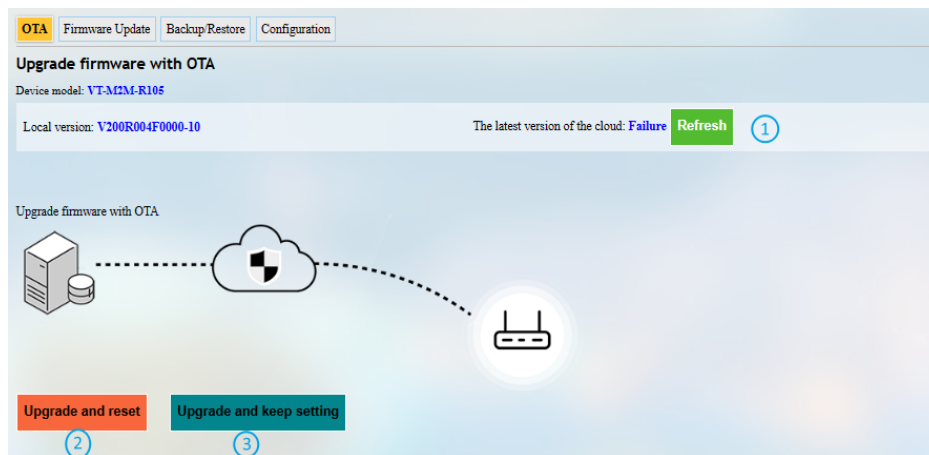 OTA Firmware Update Backup/Restore Configuration
Upgrade firmware with OTA
Device model: VT-M2M-R105
Local version: V200R004F0000-10 The latest version of the cloud: Failure Refresh 1
Upgrade firmware with OTA
Upgrade and reset Upgrade and keep setting
2 3